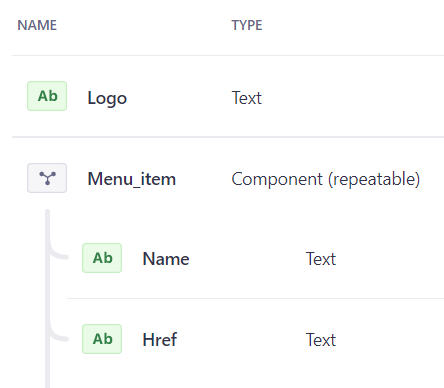 NAME TYPE
Ab Logo Text
Menu_item Component (repeatable)
Ab Name Text
Ab Href Text